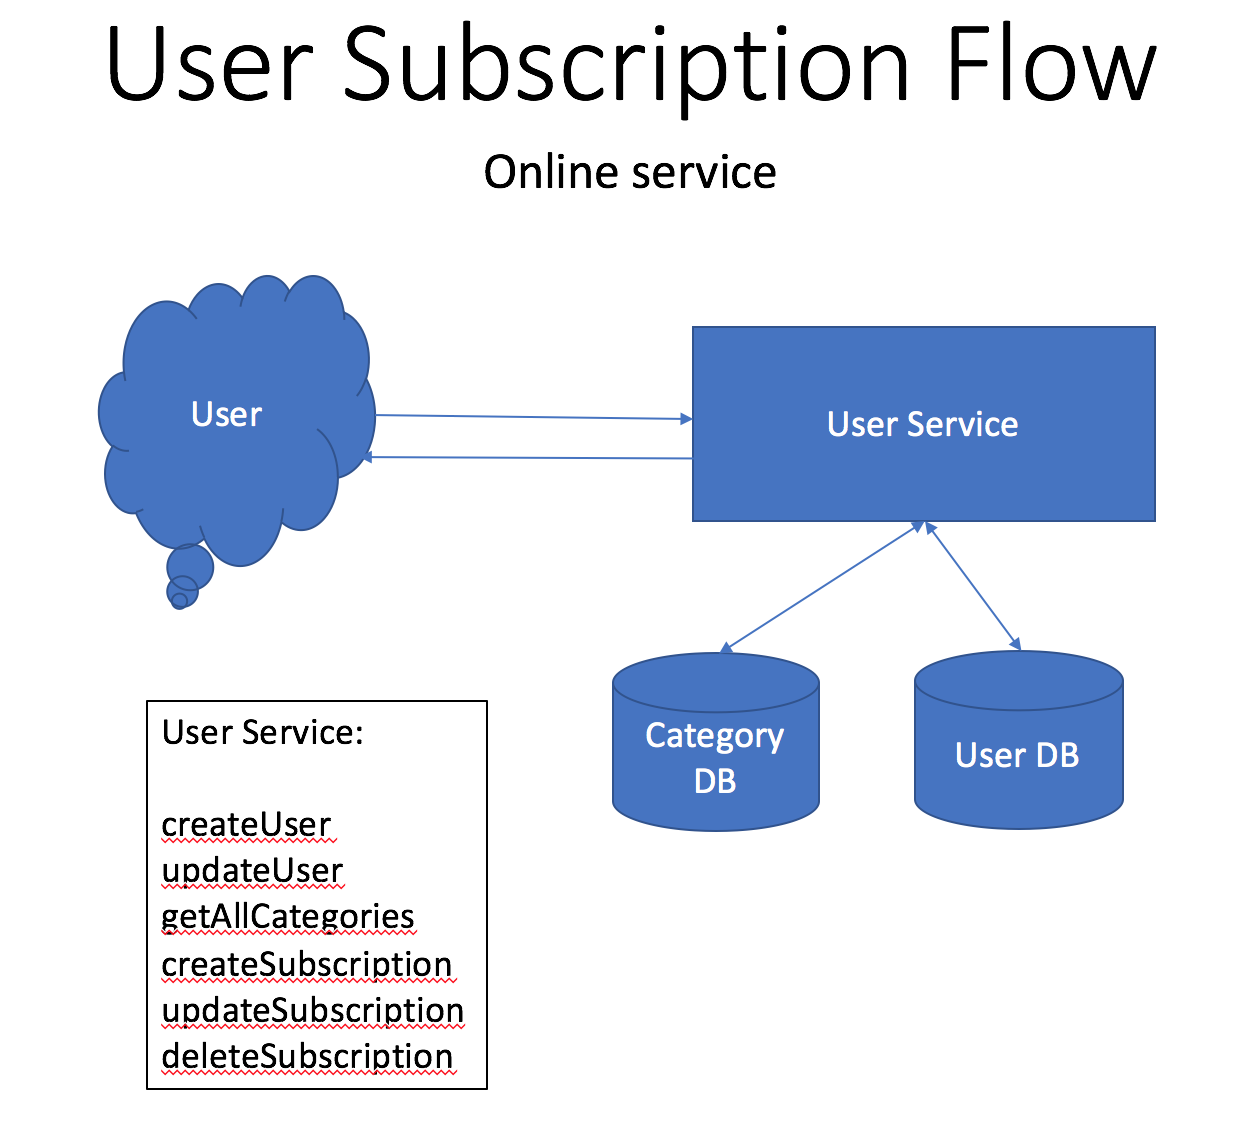 User Subscription Flow
Online service
User
User Service
Category
DB
User DB
User Service:
createUser
updateUser
getAllCategories
createSubscription
updateSubscription
deleteSubscription